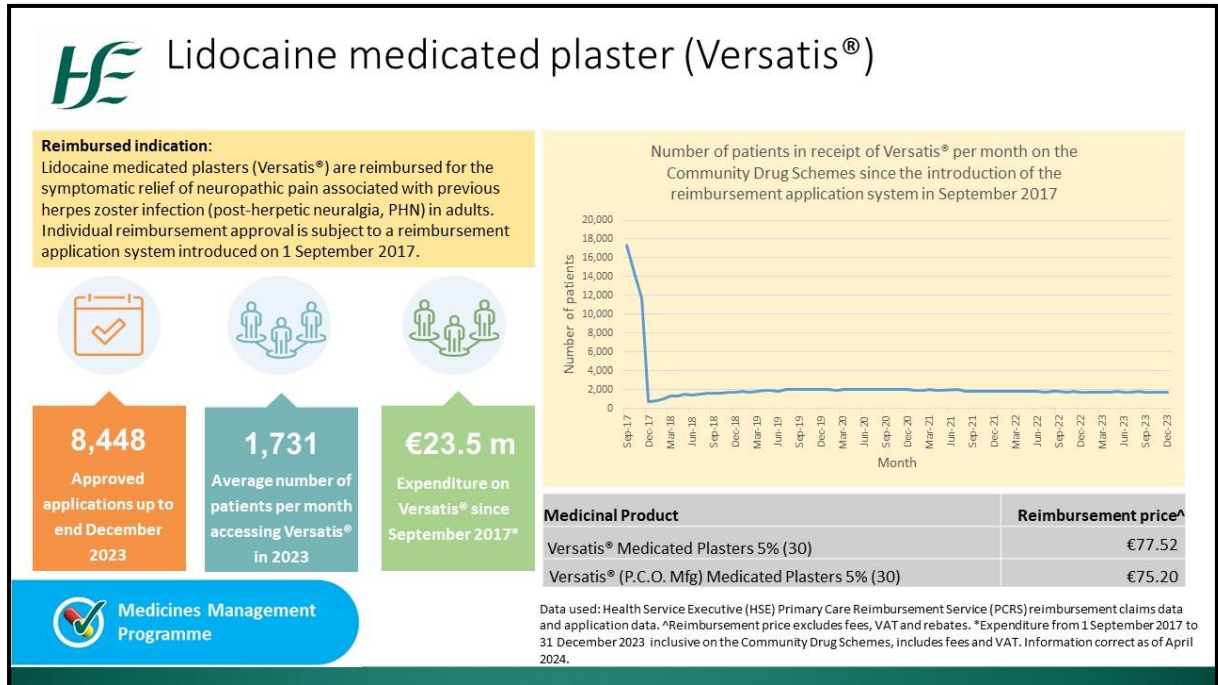 HSE
Lidocaine medicated plaster (Versatis®)
Reimbursed indication:
Lidocaine medicated plasters (Versatis®) are reimbursed for the
symptomatic relief of neuropathic pain associated with previous
herpes zoster infection (post-herpetic neuralgia, PHN) in adults.
Individual reimbursement approval is subject to a reimbursement
application system introduced on 1 September 2017.
8,448
Approved
applications up to
end December
2023
1,731
Average number of
patients per month
accessing Versatis®
in 2023
€23.5 m
Expenditure on
Versatis® since
September 2017*
Medicines Management
Programme
Number of patients in receipt of Versatis® per month on the
Community Drug Schemes since the introduction of the
reimbursement application system in September 2017
Number of patients
20,000
18,000
16,000
14,000
12,000
10,000
8,000
6,000
4,000
2,000
0
Sep-17
Dec-17
Mar-18
Jun-18
Sep-18
Dec-18
Mar-19
Jun-19
Sep-19
Dec-19
Mar-20
Jun-20
Sep-20
Dec-20
Mar-21
Jun-21
Sep-21
Dec-21
Mar-22
Jun-22
Sep-22
Dec-22
Mar-23
Jun-23
Sep-23
Dec-23
Month
Medicinal Product Reimbursement price^
Versatis® Medicated Plasters 5% (30) €77.52
Versatis® (P.C.O. Mfg) Medicated Plasters 5% (30) €75.20
Data used: Health Service Executive (HSE) Primary Care Reimbursement Service (PCRS) reimbursement claims data
and application data. ^Reimbursement price excludes fees, VAT and rebates. *Expenditure from 1 September 2017 to
31 December 2023 inclusive on the Community Drug Schemes, includes fees and VAT. Information correct as of April
2024.